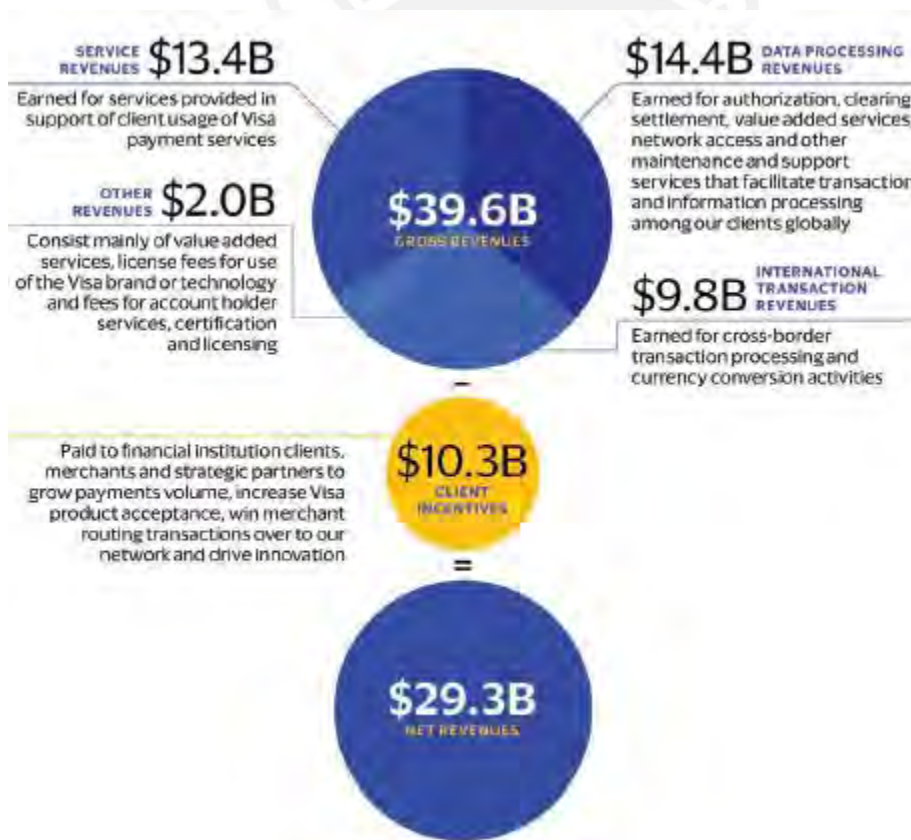 SERVICE
REVENUES $13.4B
Earned for services provided in
support of client usage of Visa
payment services
OTHER
REVENUES $2.0B
Consist mainly of value added
services, license fees for use
of the Visa brand or technology
and fees for account holder
services, certification
and licensing
$39.6B
GROSS REVENUES
$14.4B DATA PROCESSING
REVENUES
Earned for authorization, clearing
settlement, value added services
network access and other
maintenance and support
services that facilitate transaction
and information processing
among our clients globally
$9.8B INTERNATIONAL
TRANSACTION
REVENUES
Earned for cross-border
transaction processing and
currency conversion activities
-
Paid to financial institution clients,
merchants and strategic partners to
grow payments volume, increase Visa
product acceptance, win merchant
routing transactions over to our
network and drive innovation
$10.3B
CLIENT
INCENTIVES
=
$29.3B
NET REVENUES